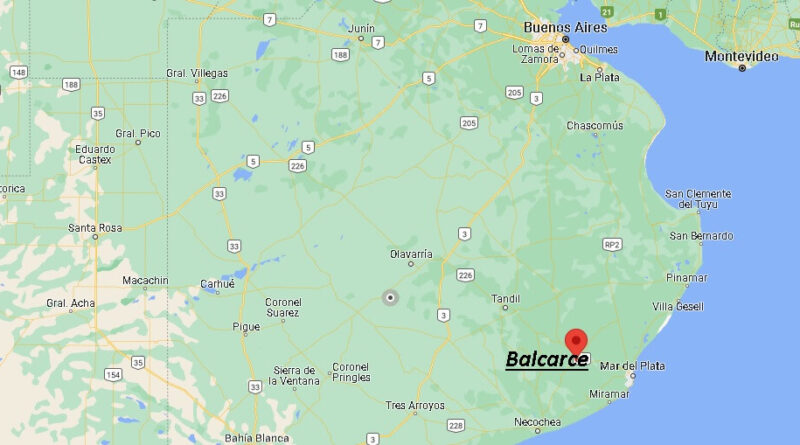 7
Junín
7
188
Buenos Aires
Lomas de
Zamora
Quilmes
21
1
Montevideo
La Plata
148
188
Gral. Villegas
33
226
5
205
3
35
Gral. Pico
205
Chascomús
Eduardo
Castex
5
5
226
33
San Clemente
del Tuyu
Santa Rosa
33
3
RP2
San Bernardo
Olavarría
226
Pinamar
Macachin
Carhué
Gral. Acha
Coronel
Suarez
Tandil
Villa Gesell
3
Pigue
35
Balcarce
154
33
Sierra de
la Ventana
Coronel
Pringles
Mar del Plata
Miramar
Tres Arroyos
Necochea
228
3
Bahía Blanca